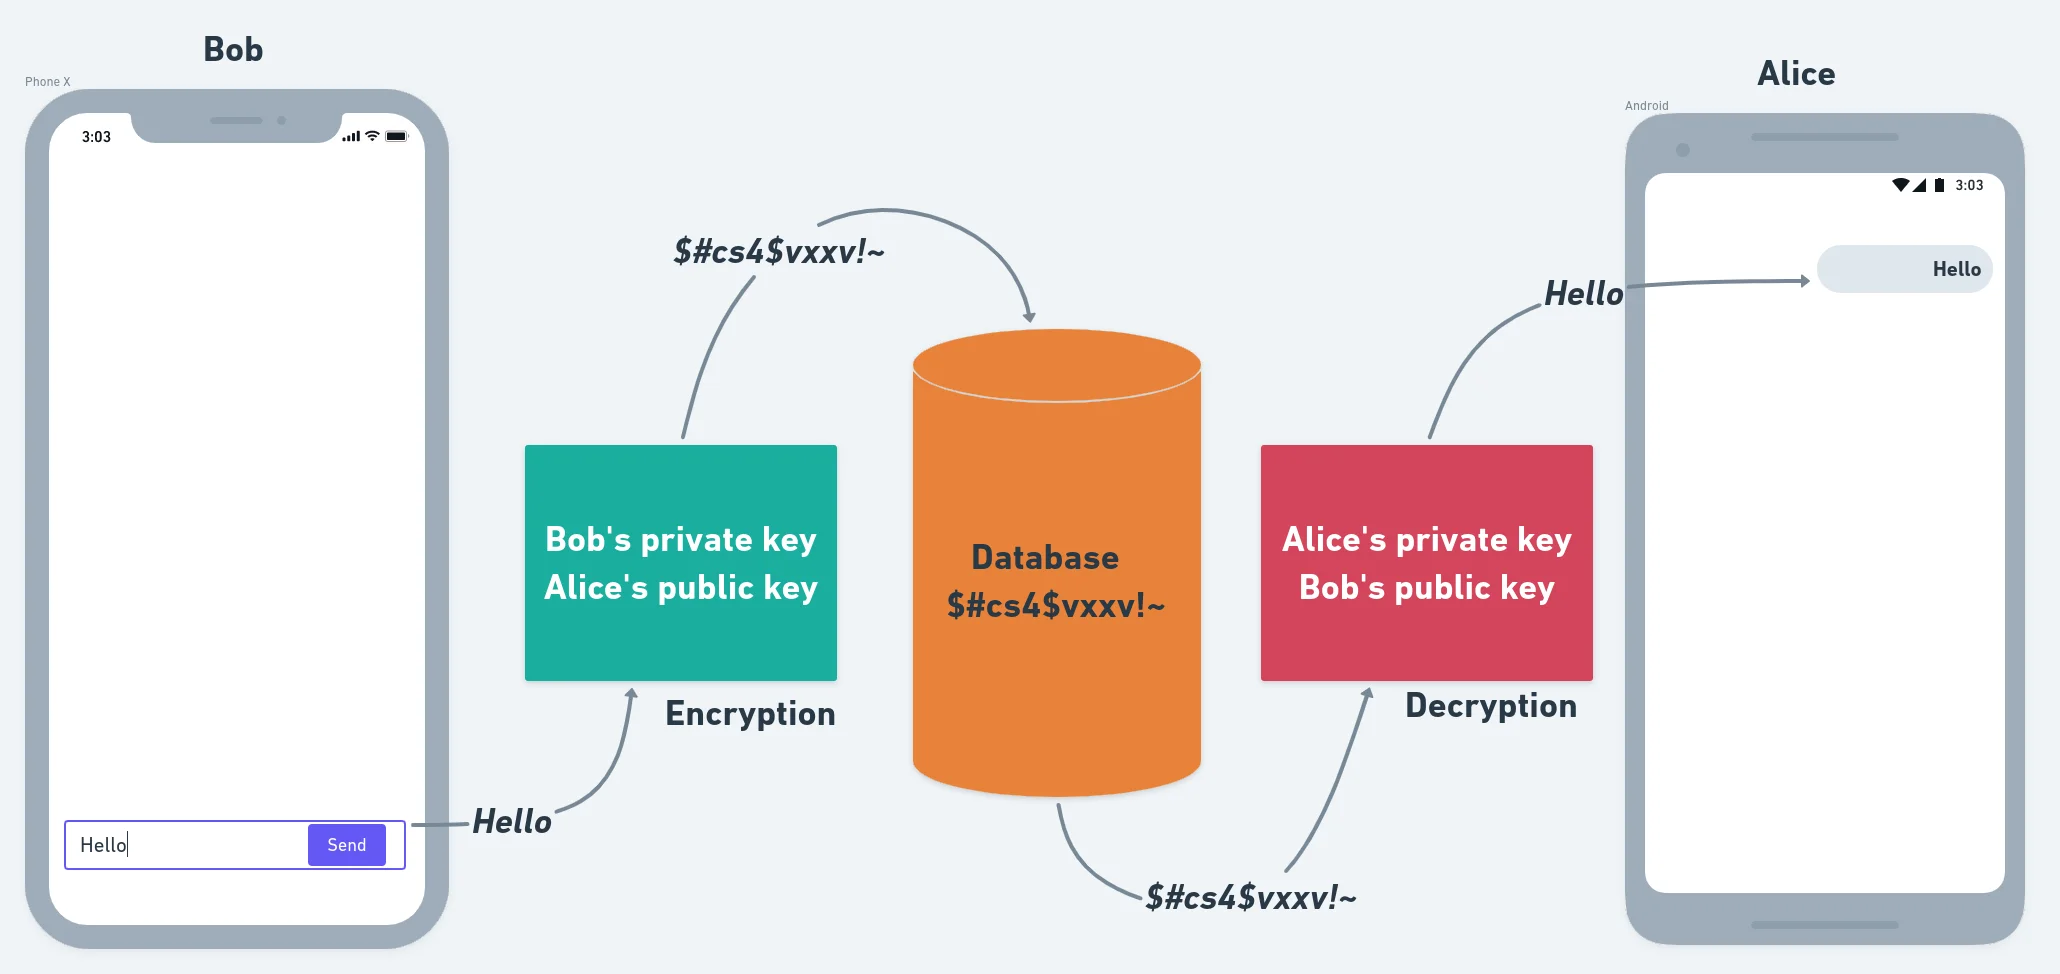 Bob
Phone X
3:03
Hello
Send
Hello
Bob's private key
Alice's public key
Encryption
$#cs4$vxxv!~
Database
$#cs4$vxxv!~
$#cs4$vxxv!~
Alice's private key
Bob's public key
Decryption
Hello
Alice
Android
3:03
Hello